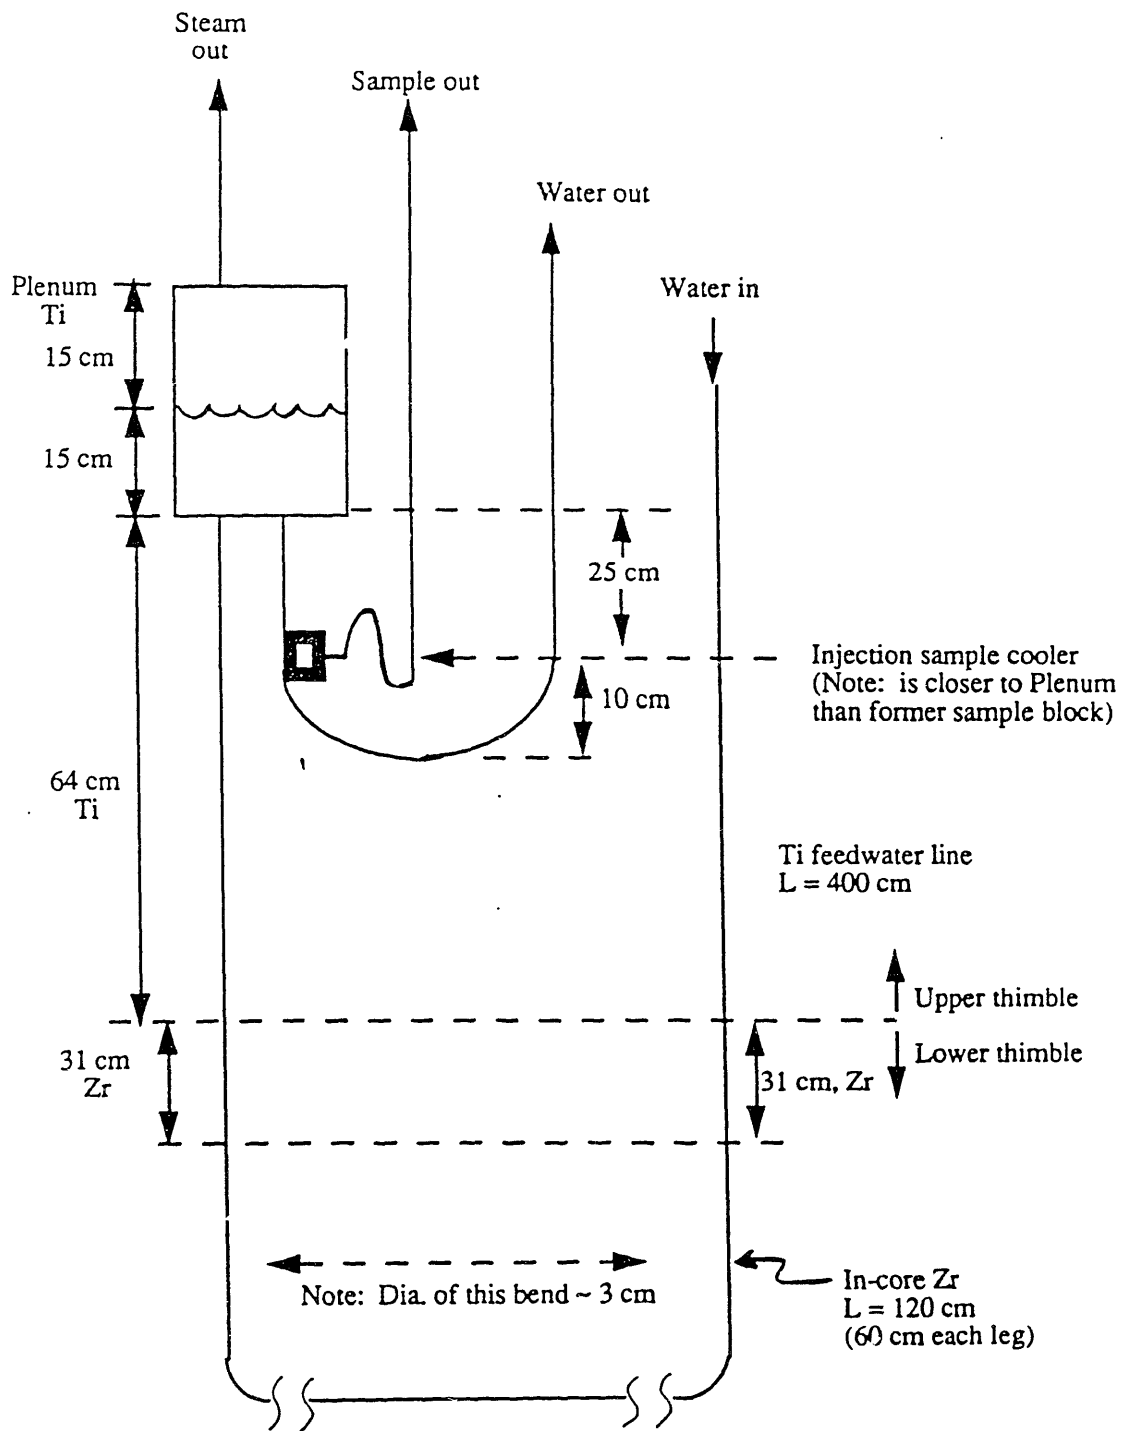 Steam
out
Sample out
Water out
Water in
Plenum
Ti
15 cm
15 cm
25 cm
Injection sample cooler
(Note: is closer to Plenum
than former sample block)
10 cm
64 cm
Ti
Ti feedwater line
L = 400 cm
Upper thimble
Lower thimble
31 cm
Zr
31 cm, Zr
Note: Dia. of this bend ~ 3 cm
In-core Zr
L = 120 cm
(60 cm each leg)